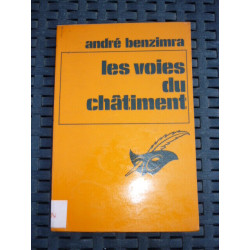 andré benzimra
les voies
du
châtiment